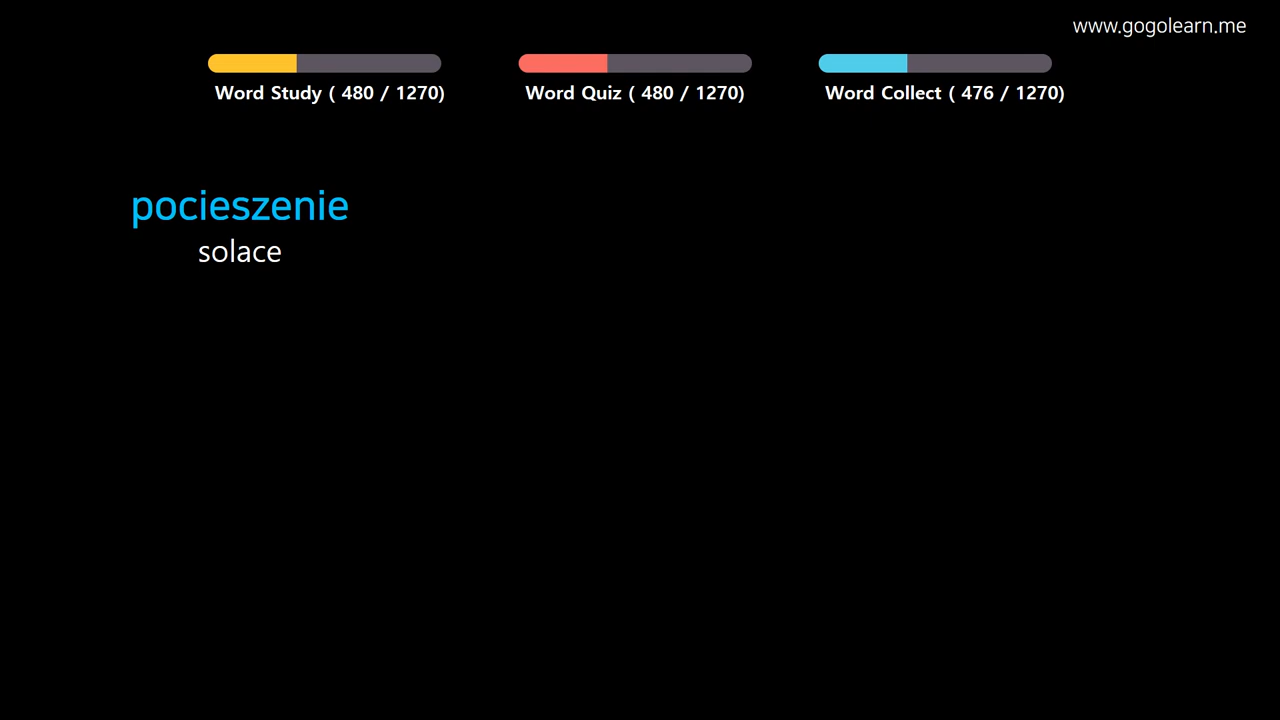 www.gogolearn.me
Word Study ( 480 / 1270)
Word Quiz ( 480 / 1270)
Word Collect ( 476 / 1270)
pocieszenie
solace